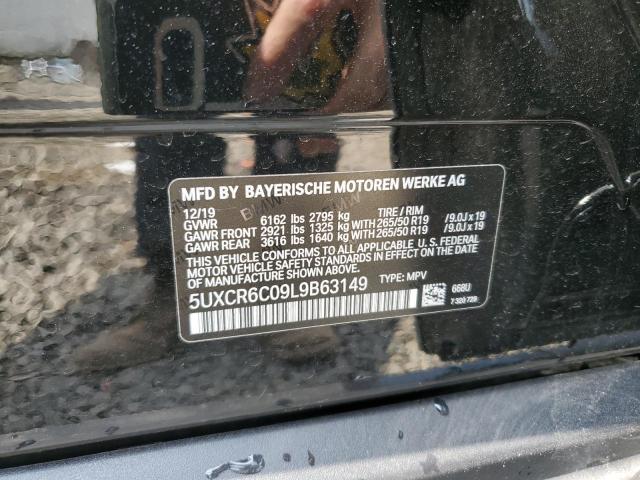 MFD BY BAYERISCHE MOTOREN WERKE AG
12/19
GVWR 6162 lbs 2795 kg TIRE / RIM
GAWR FRONT 2921 lbs 1325 kg WITH 265/50 R19 /9.0J x 19
GAWR REAR 3616 lbs 1640 kg WITH 265/50 R19 /9.0J x 19
THIS VEHICLE CONFORMS TO ALL APPLICABLE U. S. FEDERAL
MOTOR VEHICLE SAFETY STANDARDS IN EFFECT ON THE DATE
OF MANUFACTURE SHOWN ABOVE.
5UXCR6C09L9B63149 TYPE: MPV
668U
7 320 729